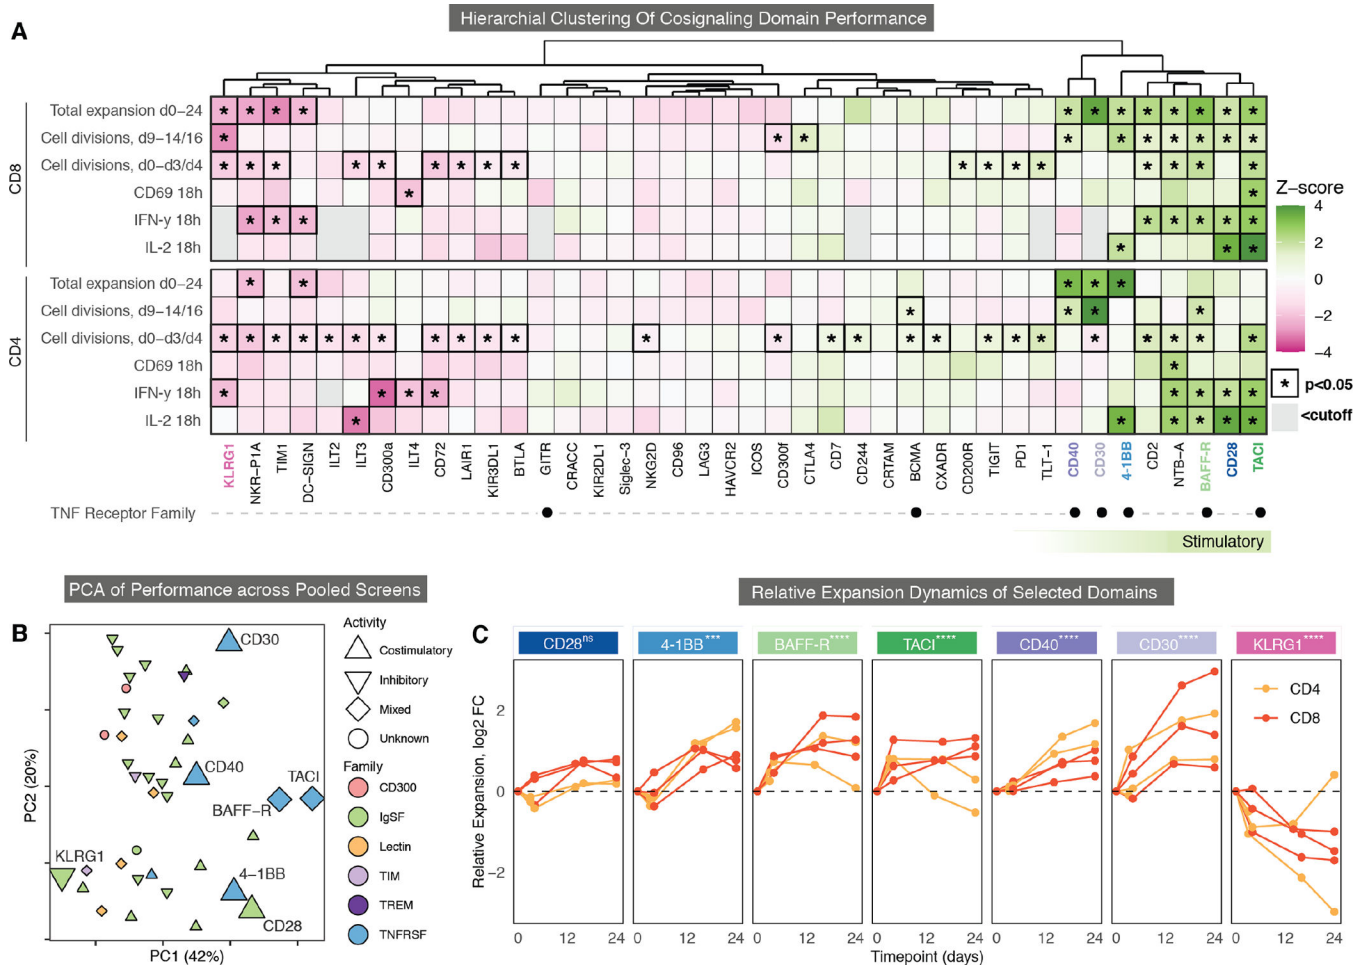 Hierarchial Clustering Of Cosignaling Domain Performance
A
CD8
Total expansion d0-24
Cell divisions, d9-14/16
Cell divisions, d0-d3/d4
CD69 18h
IFN-y 18h
IL-2 18h
CD4
Total expansion d0-24
Cell divisions, d9-14/16
Cell divisions, d0-d3/d4
CD69 18h
IFN-y 18h
IL-2 18h
Z-score
4
2
0
-2
-4
* p<0.05
<cutoff
KLRG1
NKR-P1A
TIM1
DC-SIGN
ILT2
ILT3
CD300a
ILT4
CD72
LAIR1
KIR3DL1
BTLA
GITR
CRACC
KIR2DL1
Siglec-3
NKG2D
CD96
LAG3
HAVCR2
ICOS
CD300f
CTLA4
CD7
CD244
CRTAM
BCMA
CXADR
CD200R
TIGIT
PD1
TLT-1
CD40
CD30
4-1BB
CD2
NTB-A
BAFF-R
CD28
TACI
TNF Receptor Family
Stimulatory
PCA of Performance across Pooled Screens
B
CD30
CD40
TACI
BAFF-R
KLRG1
4-1BB
CD28
PC2 (20%)
PC1 (42%)
Activity
Costimulatory
Inhibitory
Mixed
Unknown
Family
CD300
IgSF
Lectin
TIM
TREM
TNFRSF
Relative Expansion Dynamics of Selected Domains
C
CD28ns
4-1BB***
BAFF-R****
TACI****
CD40****
CD30****
KLRG1****
Relative Expansion, log2 FC
2
0
-2
CD4
CD8
0 12 24 0 12 24 0 12 24 0 12 24 0 12 24 0 12 24 0 12 24
Timepoint (days)